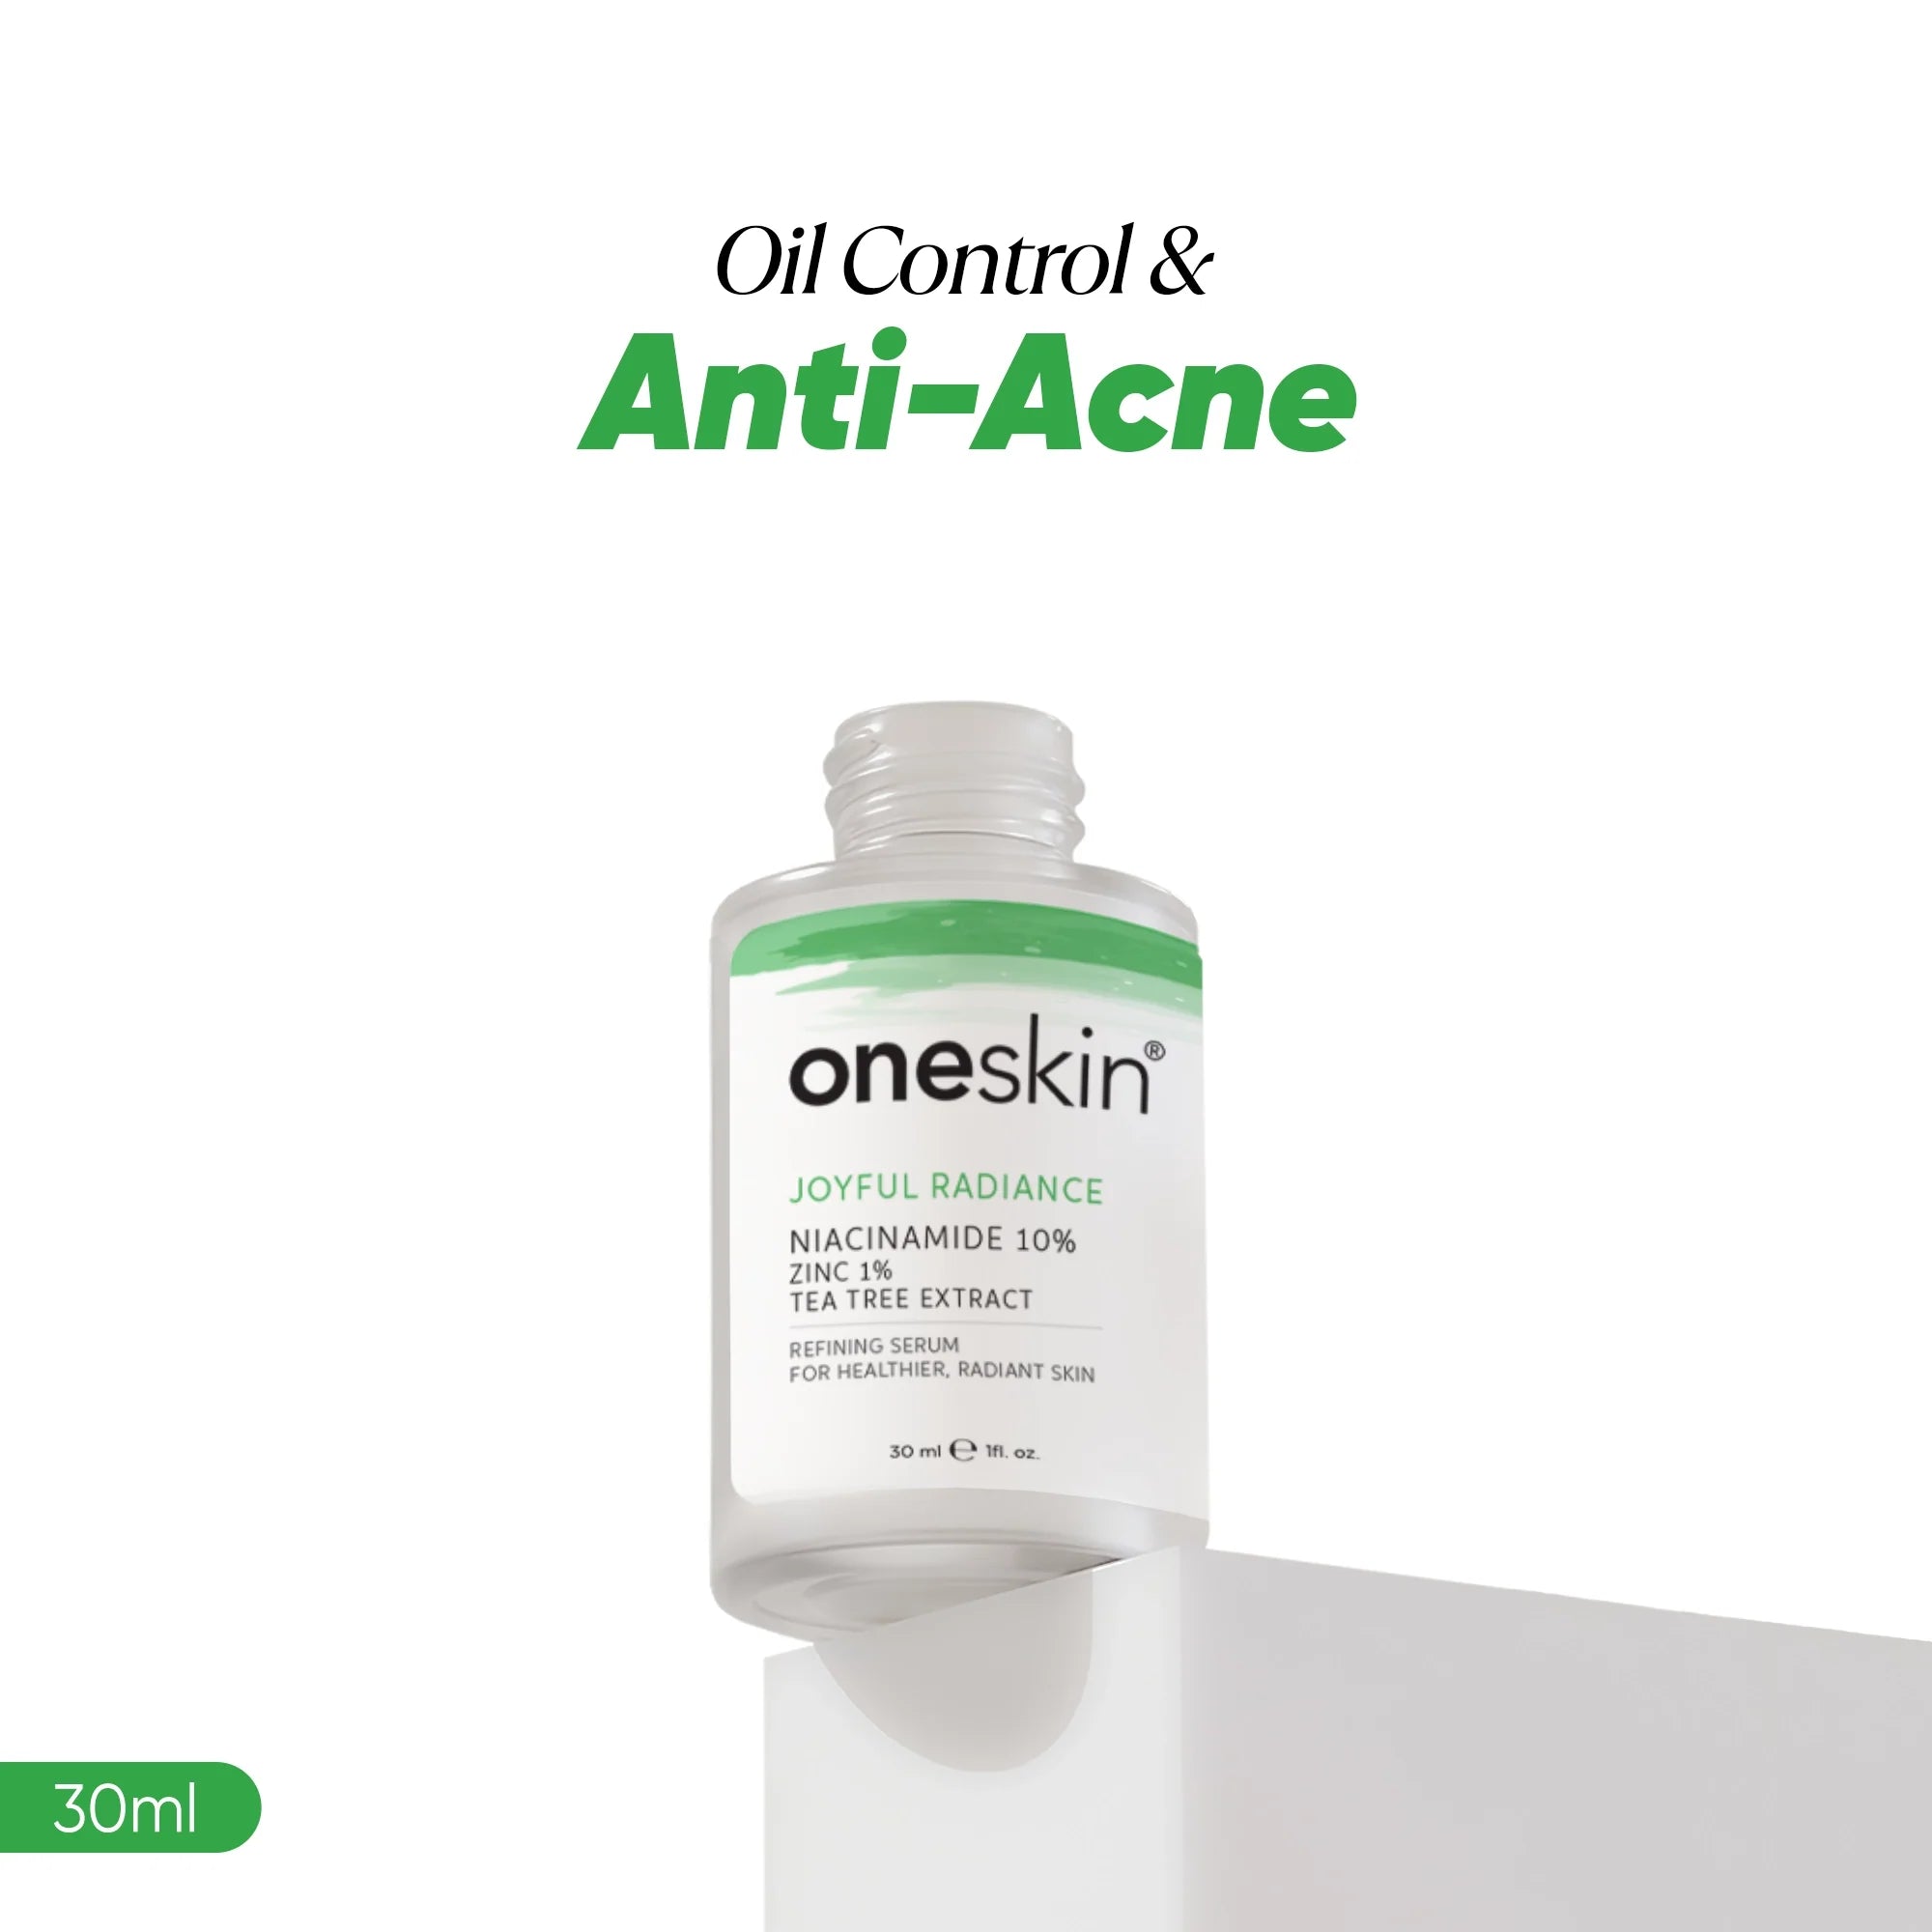 Oil Control &
Anti-Acne
oneskin®
JOYFUL RADIANCE
NIACINAMIDE 10%
ZINC 1%
TEA TREE EXTRACT
REFINING SERUM
FOR HEALTHIER, RADIANT SKIN
30 ml ℮ 1fl. oz.
30ml